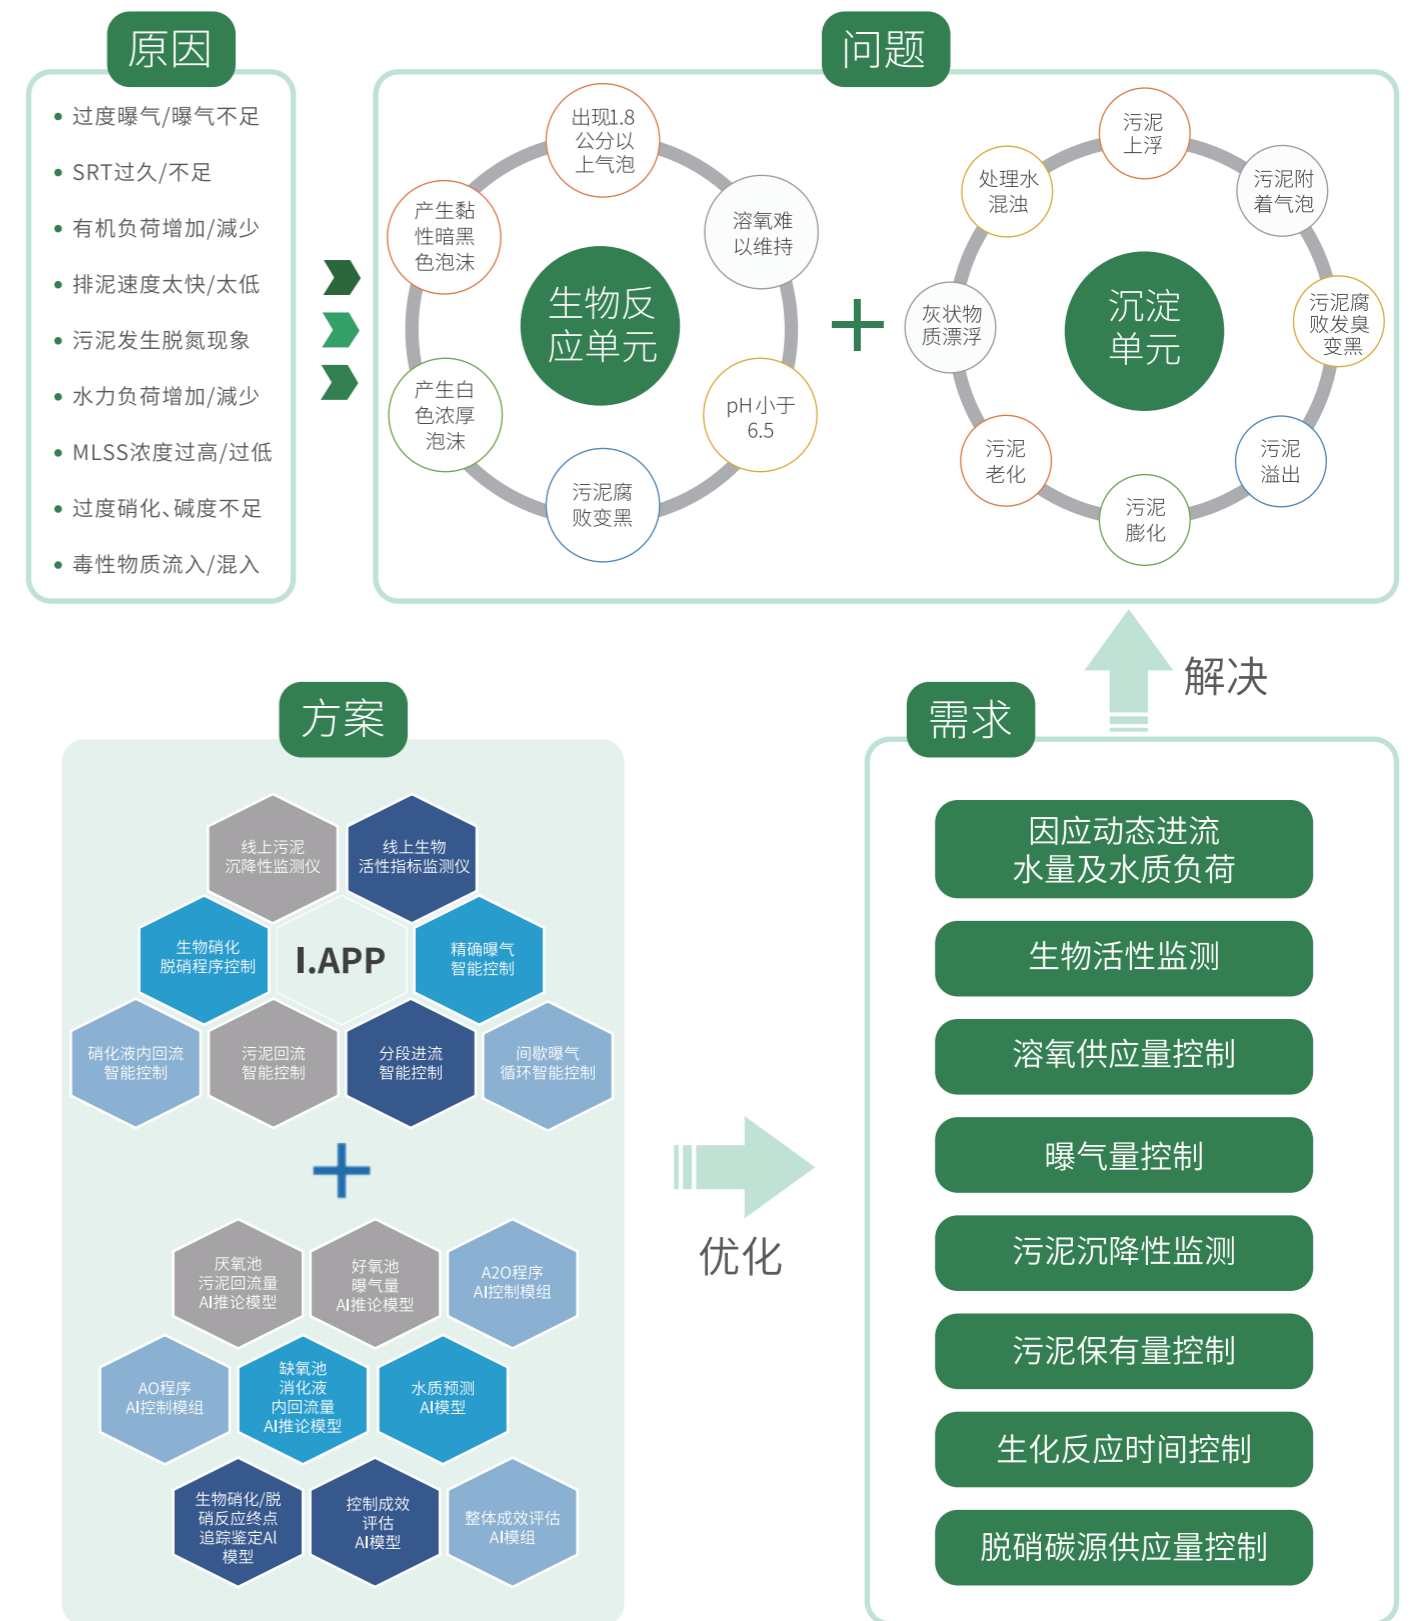 原因
过度曝气/曝气不足
SRT过久/不足
有机负荷增加/減少
排泥速度太快/太低
污泥发生脱氮现象
水力负荷增加/減少
MLSS浓度过高/过低
过度硝化、碱度不足
毒性物质流入/混入
问题
生物反
应单元
出现1.8
公分以
上气泡
溶氧难
以维持
pH小于
6.5
污泥腐
败变黑
产生白
色浓厚
泡沫
产生黏
性暗黑
色泡沫
+
沉淀
单元
污泥
上浮
污泥附
着气泡
污泥腐
败发臭
变黑
污泥
溢出
污泥
膨化
污泥
老化
灰状物
质漂浮
处理水
混浊
解决
方案
线上污泥
沉降性监测仪
线上生物
活性指标监测仪
生物硝化
脱硝程序控制
I.APP
精确曝气
智能控制
硝化液内回流
智能控制
污泥回流
智能控制
分段进流
智能控制
间歇曝气
循环智能控制
+
厌氧池
污泥回流量
AI推论模型
好氧池
曝气量
AI推论模型
A2O程序
AI控制模组
AO程序
AI控制模组
缺氧池
消化液
内回流量
AI推论模型
水质预测
AI模型
生物硝化/脱
硝反应终点
追踪鉴定AI
模型
控制成效
评估
AI模型
整体成效评估
AI模组
优化
需求
因应动态进流
水量及水质负荷
生物活性监测
溶氧供应量控制
曝气量控制
污泥沉降性监测
污泥保有量控制
生化反应时间控制
脱硝碳源供应量控制